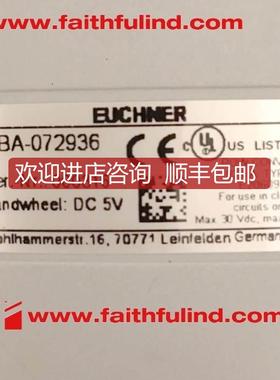 www.faithfulind.com
EUCHNER
BA-072936
CE
c UL US LIST
欢迎进店咨询 顺丰包邮
andwheel: DC 5V
For use in cl
circuits o
Max. 30 Vdc, ma
ohlhammerstr.16, 70771 Leinfelden German
www.faithfulind.com